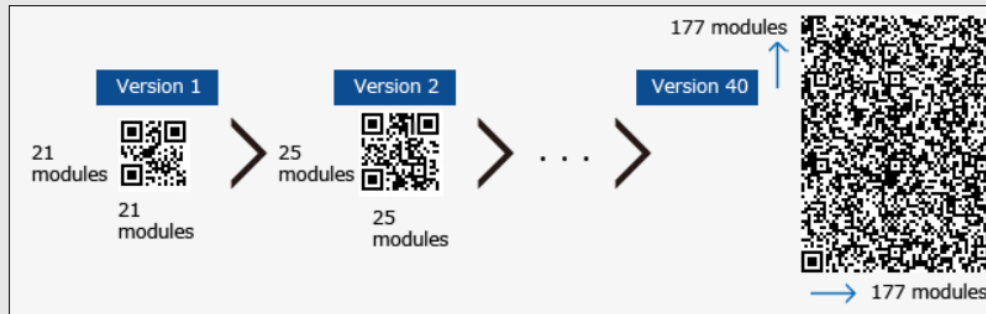 177 modules
Version 1
Version 2
Version 40
21
modules
25
modules
. . .
21
modules
25
modules
177 modules